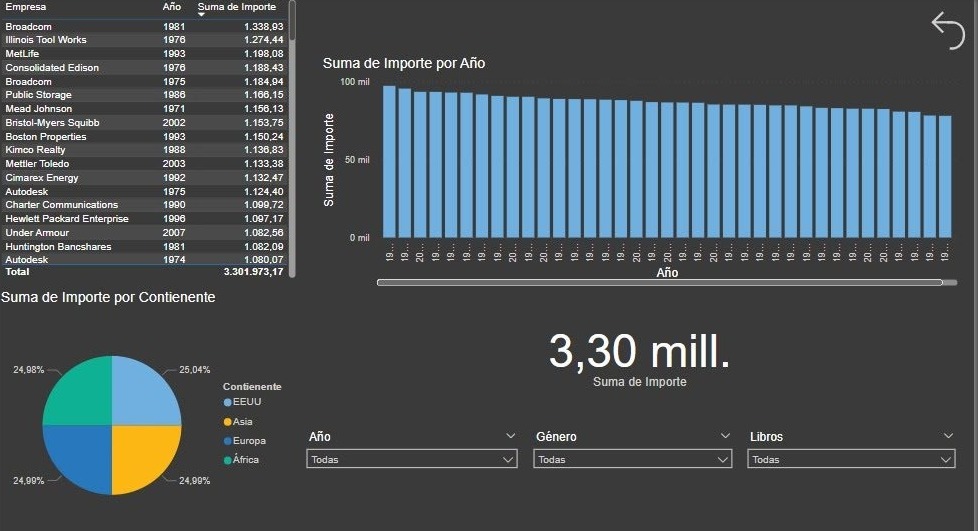 Empresa Año Suma de Importe
Broadcom 1981 1.338,93
Illinois Tool Works 1976 1.274,44
MetLife 1993 1.198,08
Consolidated Edison 1976 1.188,43
Broadcom 1975 1.184,94
Public Storage 1986 1.166,15
Mead Johnson 1971 1.156,13
Bristol-Myers Squibb 2002 1.153,75
Boston Properties 1993 1.150,24
Kimco Realty 1988 1.136,83
Mettler Toledo 2003 1.133,38
Cimarex Energy 1992 1.132,47
Autodesk 1975 1.124,40
Charter Communications 1990 1.099,72
Hewlett Packard Enterprise 1996 1.097,17
Under Armour 2007 1.082,56
Huntington Bancshares 1981 1.082,09
Autodesk 1974 1.080,07
Total 3.301.973,17
Suma de Importe por Año
Suma de Importe
100 mil
50 mil
0 mil
19... 19... 20... 20... 19... 19... 19... 19... 20... 20... 19... 19... 19... 19... 19... 19... 20... 19... 19... 19... 19... 20... 19... 19... 20... 19... 19... 19... 19... 19... 19... 20... 20... 19... 19... 19... 19...
Año
Suma de Importe por Contienente
24,98%
25,04%
24,99%
24,99%
Contienente
EEUU
Asia
Europa
África
3,30 mill.
Suma de Importe
Año Género Libros
Todas Todas Todas